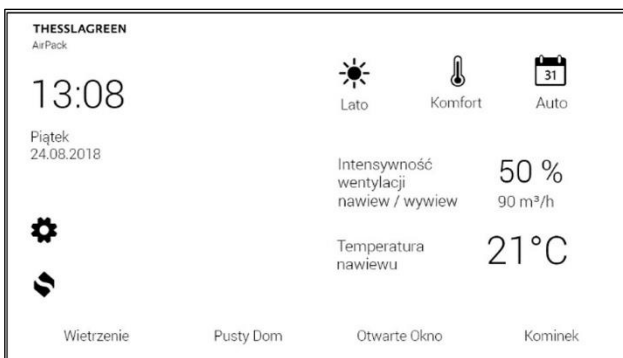 THESSLAGREEN
AirPack
13:08
Piątek
24.08.2018
31
Lato
Komfort
Auto
Intensywność
wentylacji
nawiew / wywiew
50 %
90 m³/h
Temperatura
nawiewu
21°C
Wietrzenie
Pusty Dom
Otwarte Okno
Kominek